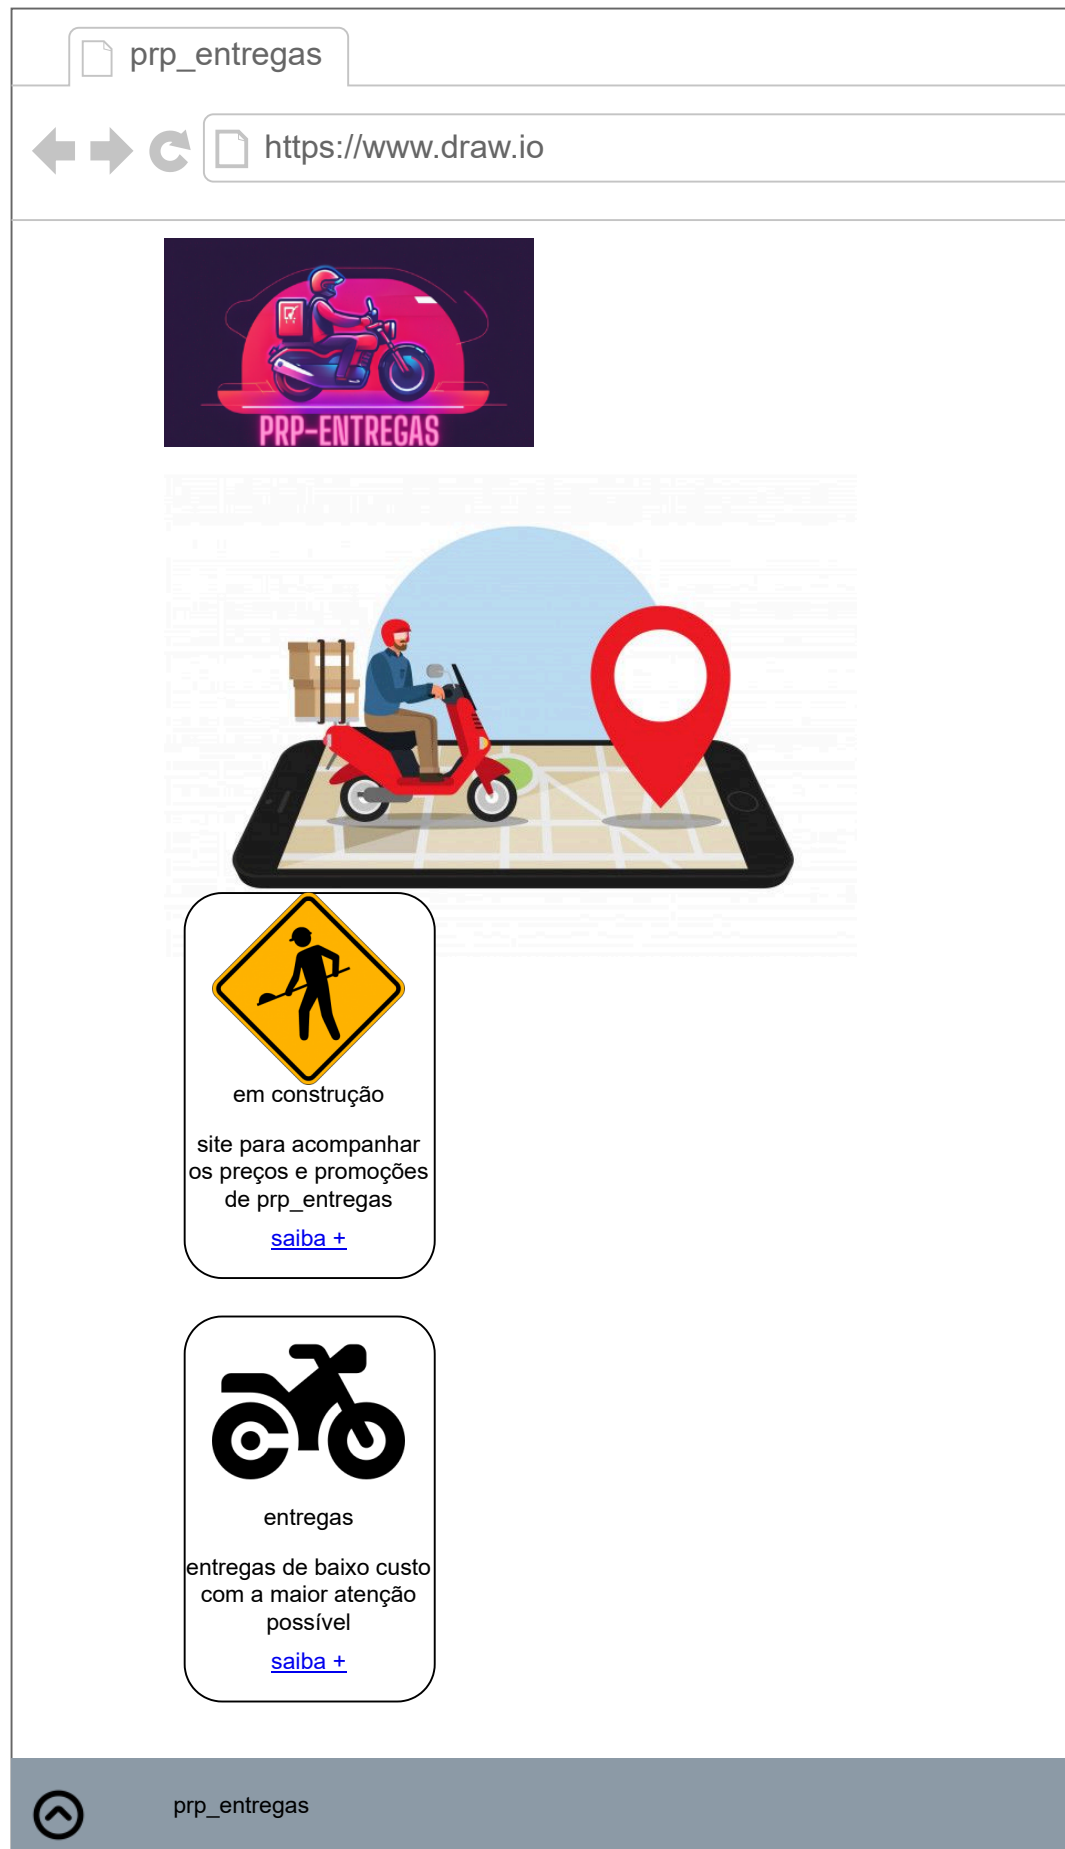 prp_entregas
https://www.draw.io
PRP-ENTREGAS
em construção
site para acompanhar
os preços e promoções
de prp_entregas
saiba +
entregas
entregas de baixo custo
com a maior atenção
possível
saiba +
prp_entregas